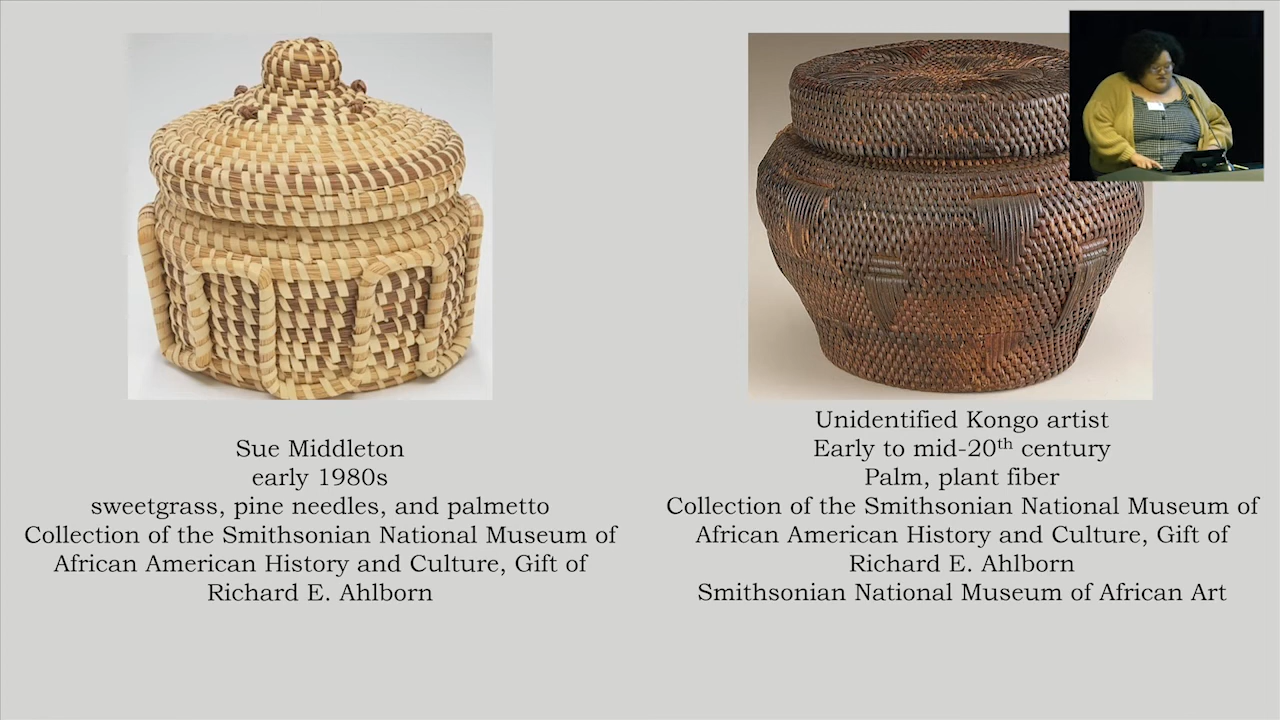 Sue Middleton
early 1980s
sweetgrass, pine needles, and palmetto
Collection of the Smithsonian National Museum of
African American History and Culture, Gift of
Richard E. Ahlborn
Unidentified Kongo artist
Early to mid-20th century
Palm, plant fiber
Collection of the Smithsonian National Museum of
African American History and Culture, Gift of
Richard E. Ahlborn
Smithsonian National Museum of African Art